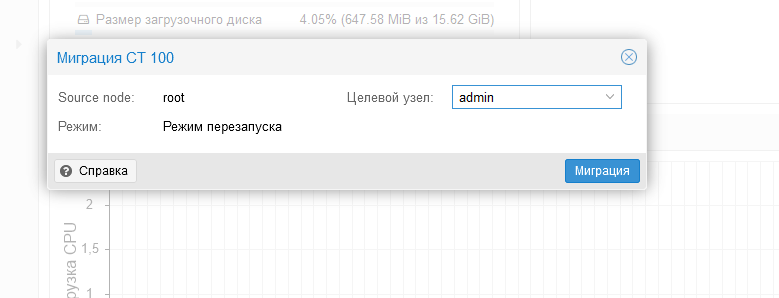 Размер загрузочного диска 4.05% (647.58 MiB из 15.62 GiB)
Миграция CT 100
Source node: root Целевой узел: admin
Режим: Режим перезапуска
Справка Миграция
2
1,5
1
рузка CPU